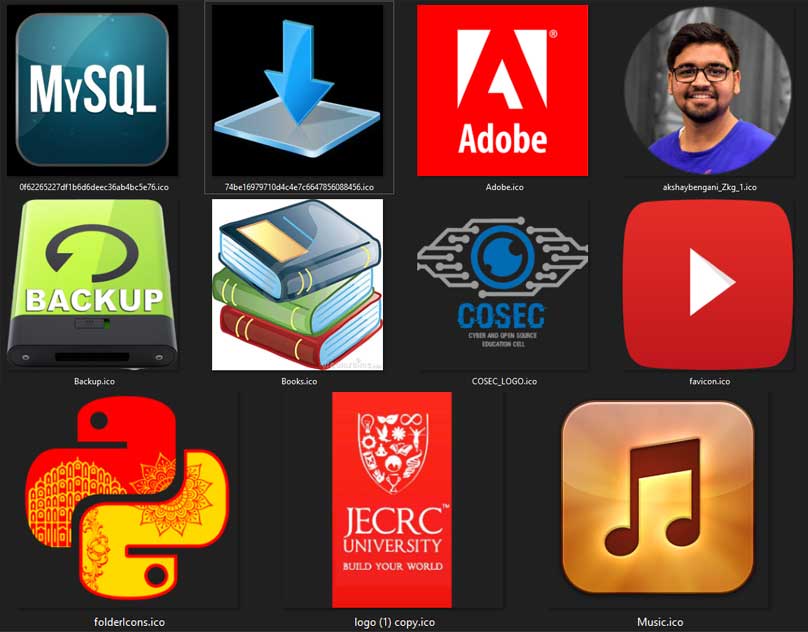 MySQL
Adobe®
0f62265227df1b6d6deec36ab4bc5e76.ico
74be16979710d4c4e7c6647856088456.ico
Adobe.ico
akshaybengani_Zkg_1.ico
BACKUP
COSEC
CYBER AND OPEN SOURCE
EDUCATION CELL
Backup.ico
Books.ico
COSEC_LOGO.ico
favicon.ico
JECRC™
UNIVERSITY
BUILD YOUR WORLD
folderIcons.ico
logo (1) copy.ico
Music.ico